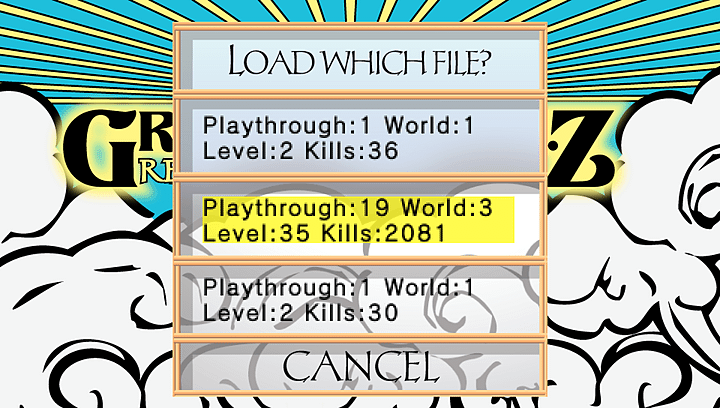 LOAD WHICH FILE?
Playthrough:1 World:1
Level:2 Kills:36
Playthrough:19 World:3
Level:35 Kills:2081
Playthrough:1 World:1
Level:2 Kills:30
CANCEL